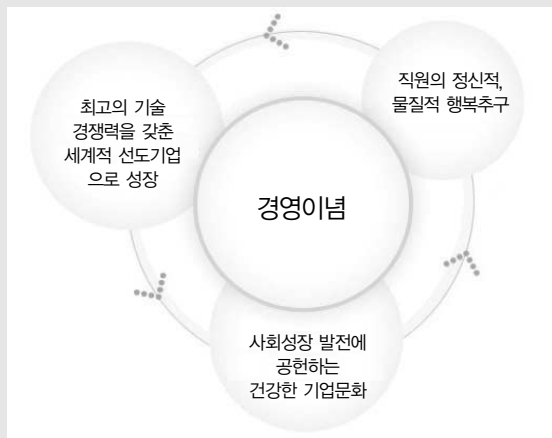 최고의 기술
경쟁력을 갖춘
세계적 선도기업
으로 성장
직원의 정신적,
물질적 행복추구
경영이념
사회성장 발전에
공헌하는
건강한 기업문화